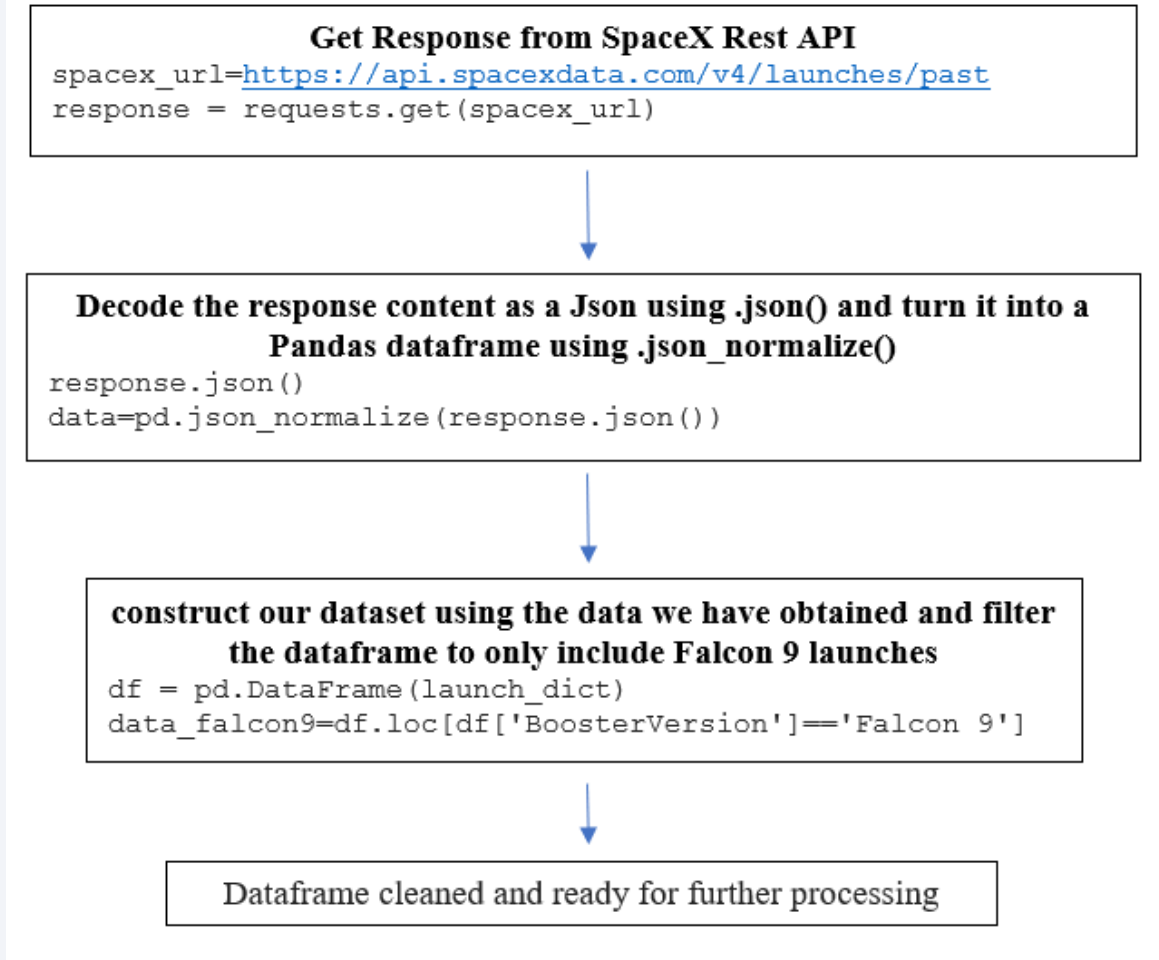 Get Response from SpaceX Rest API
spacex_url=https://api.spacexdata.com/v4/launches/past
response = requests.get(spacex_url)
Decode the response content as a Json using .json() and turn it into a
Pandas dataframe using .json_normalize()
response.json()
data=pd.json_normalize(response.json())
construct our dataset using the data we have obtained and filter
the dataframe to only include Falcon 9 launches
df = pd.DataFrame(launch_dict)
data_falcon9=df.loc[df['BoosterVersion']=='Falcon 9']
Dataframe cleaned and ready for further processing